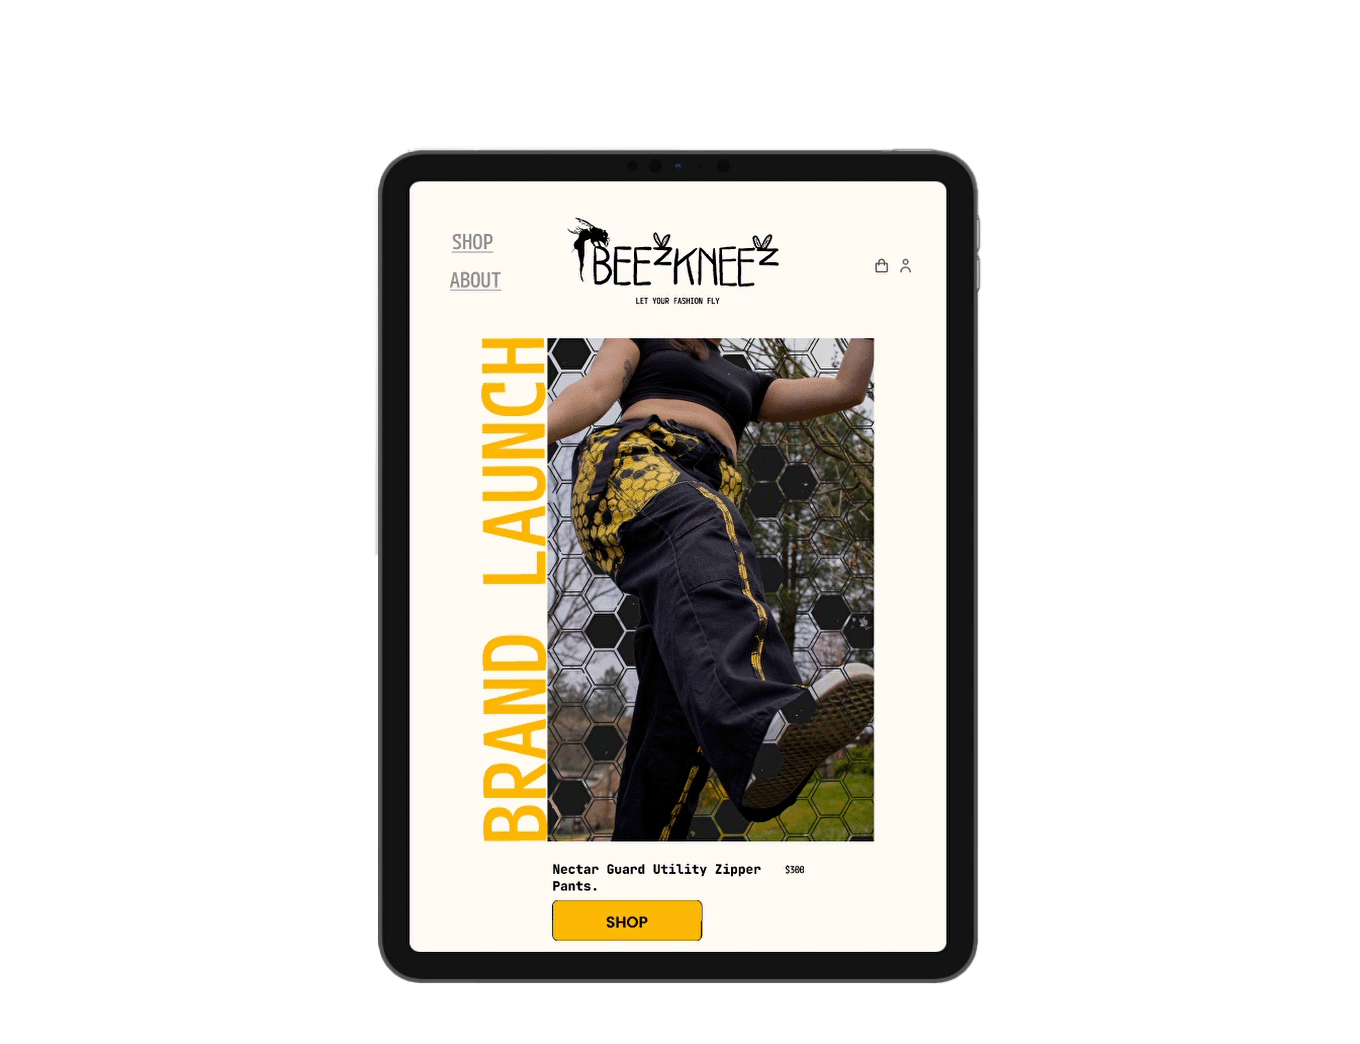 SHOP
ABOUT
BEEZKNEEZ
LET YOUR FASHION FLY
BRAND LAUNCH
Nectar Guard Utility Zipper $300
Pants.
SHOP